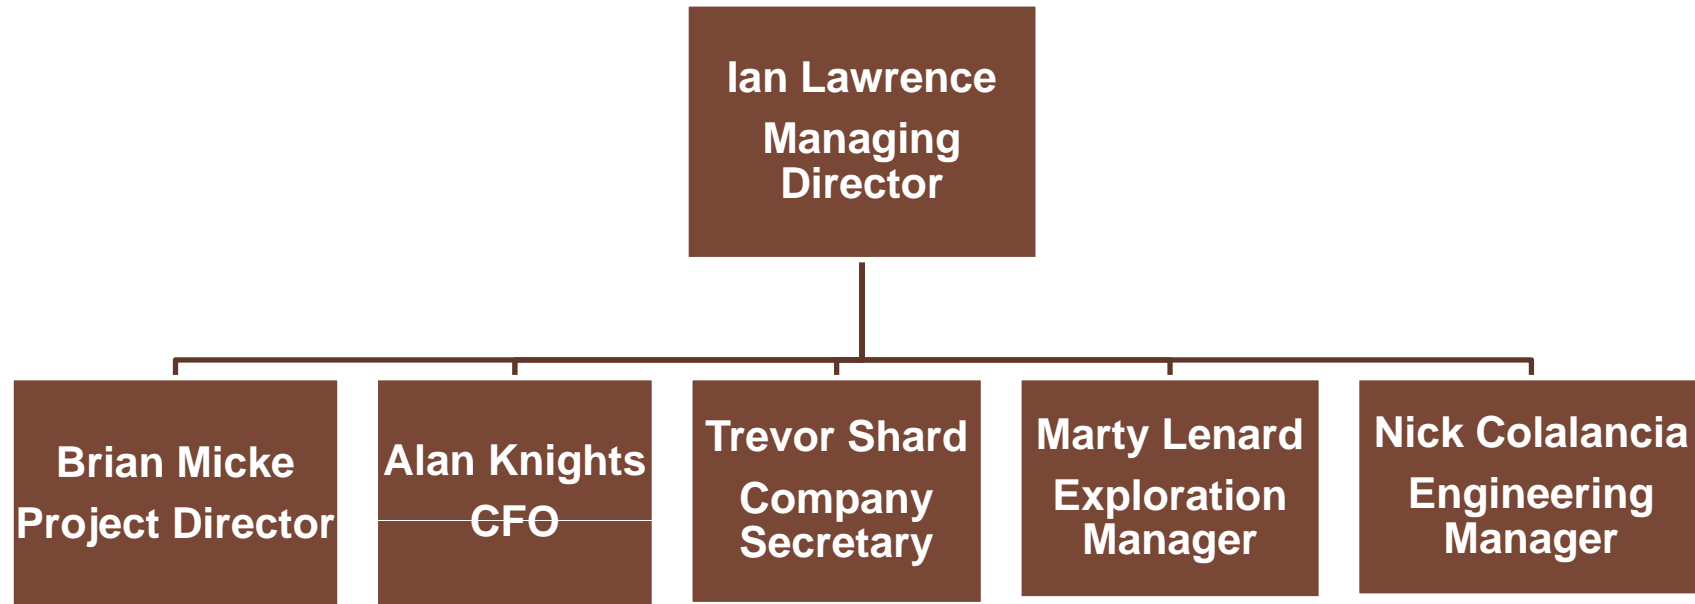 Ian Lawrence
Managing
Director
Brian Micke
Project Director
Alan Knights
CFO
Trevor Shard
Company
Secretary
Marty Lenard
Exploration
Manager
Nick Colalancia
Engineering
Manager